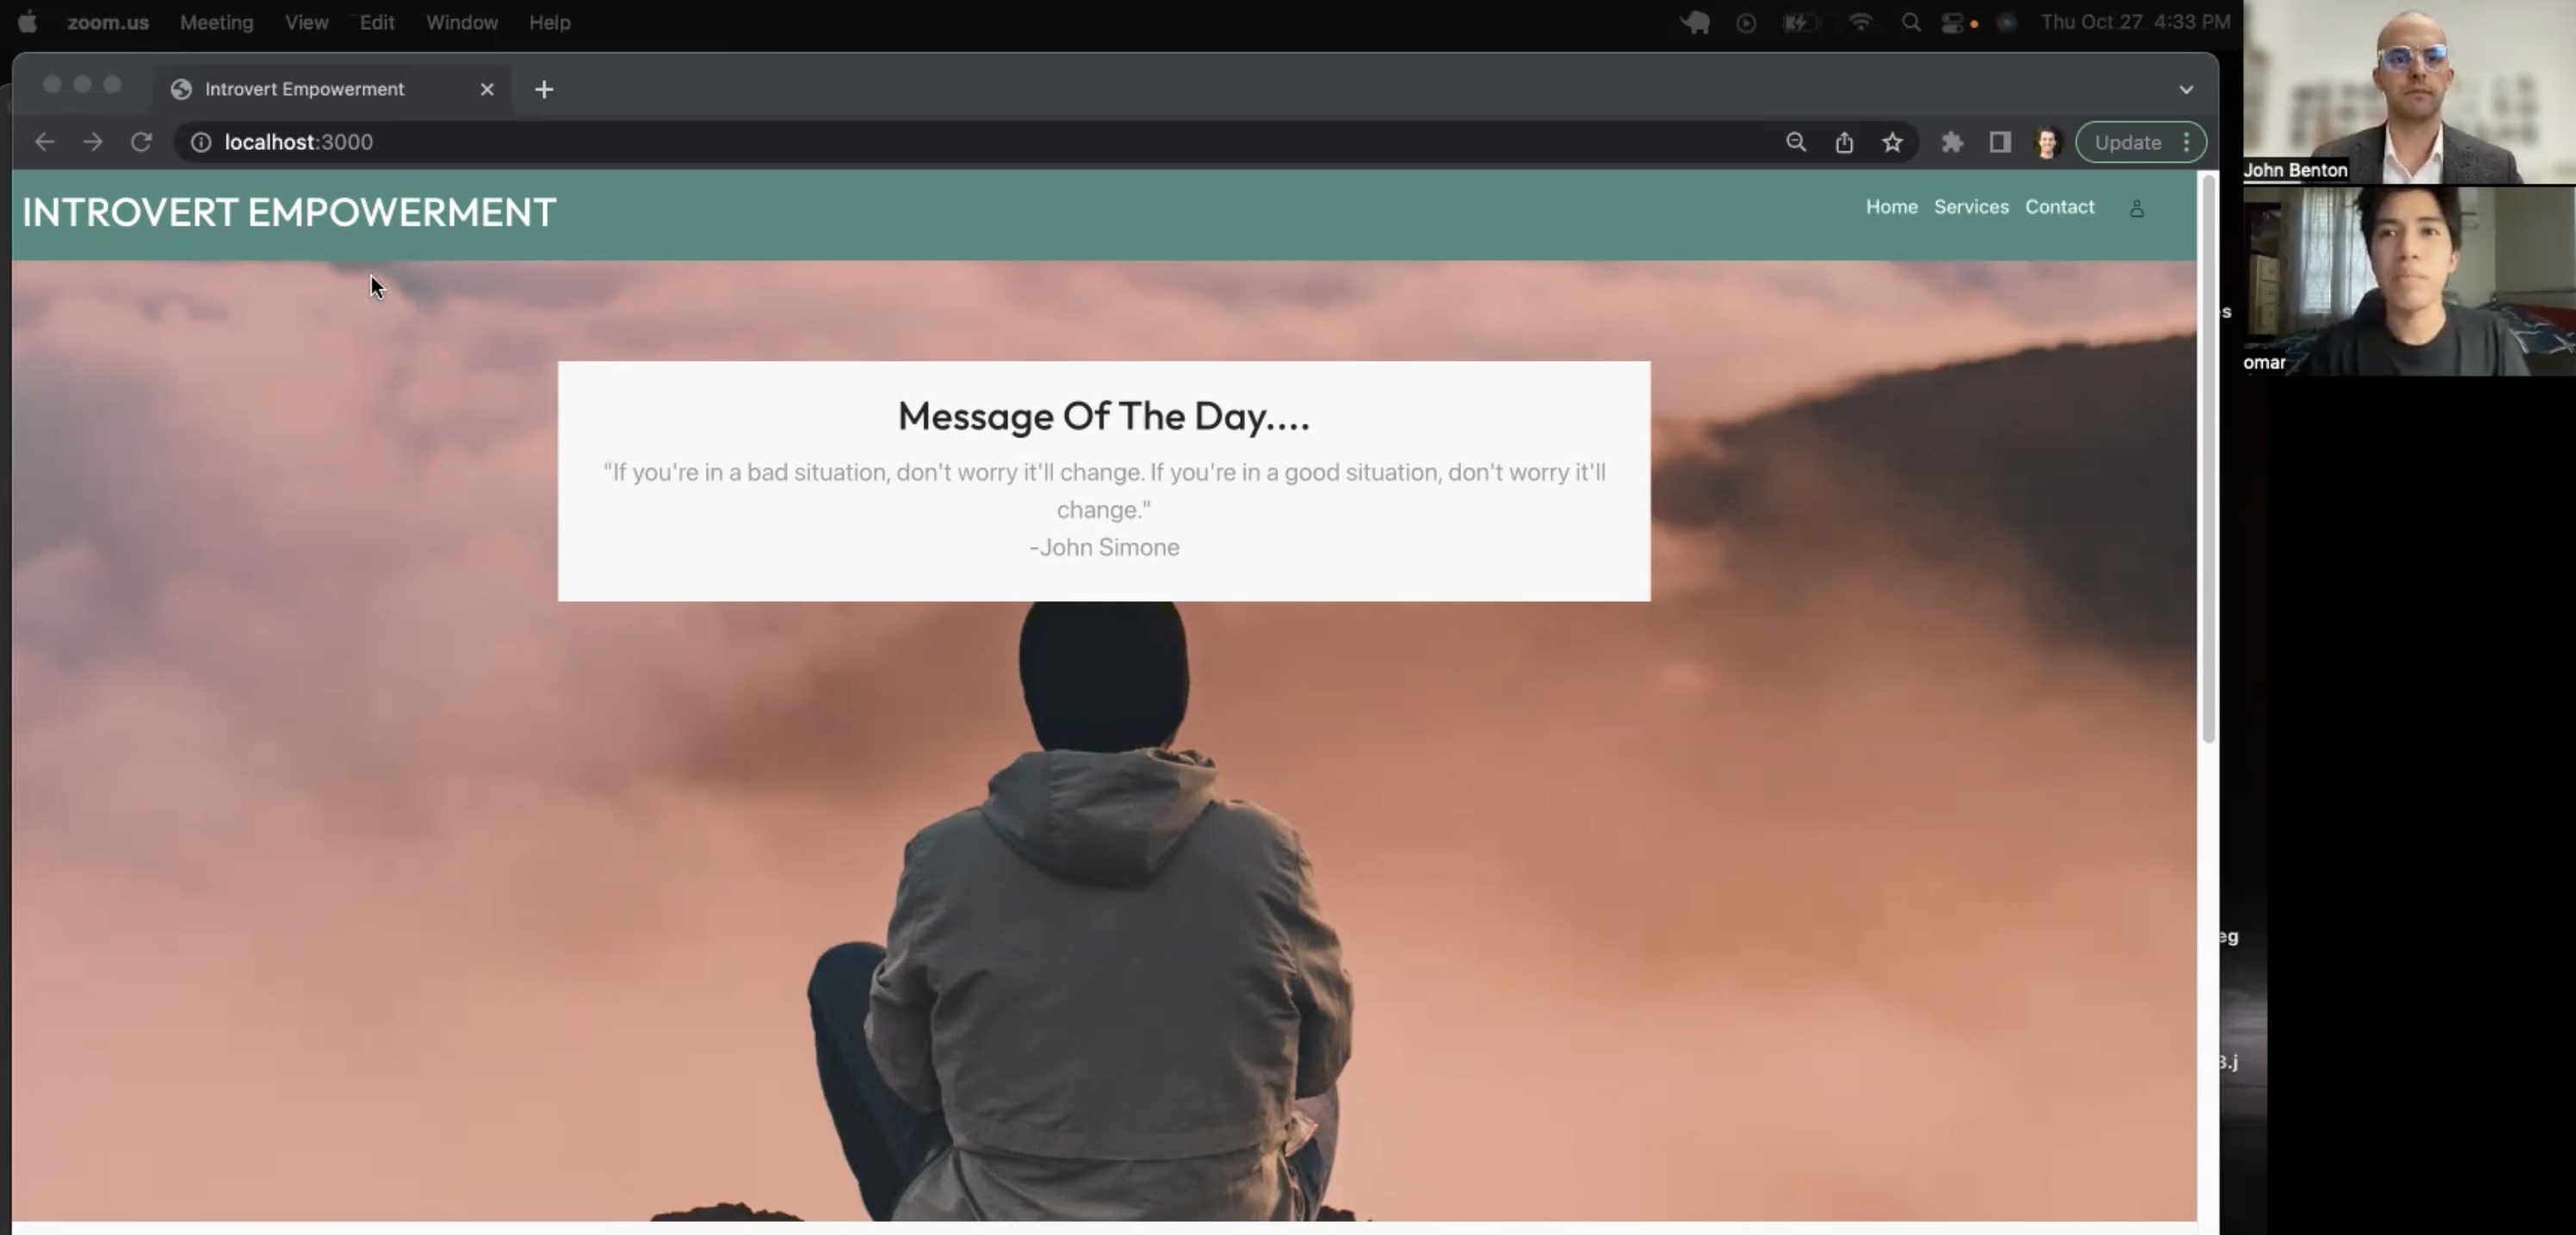 zoom.us Meeting View Edit Window Help Thu Oct 27 4:33 PM
Introvert Empowerment
localhost:3000
Update
INTROVERT EMPOWERMENT
Home Services Contact
Message Of The Day....
"If you're in a bad situation, don't worry it'll change. If you're in a good situation, don't worry it'll
change."
-John Simone
John Benton
omar
s
eg
3.j